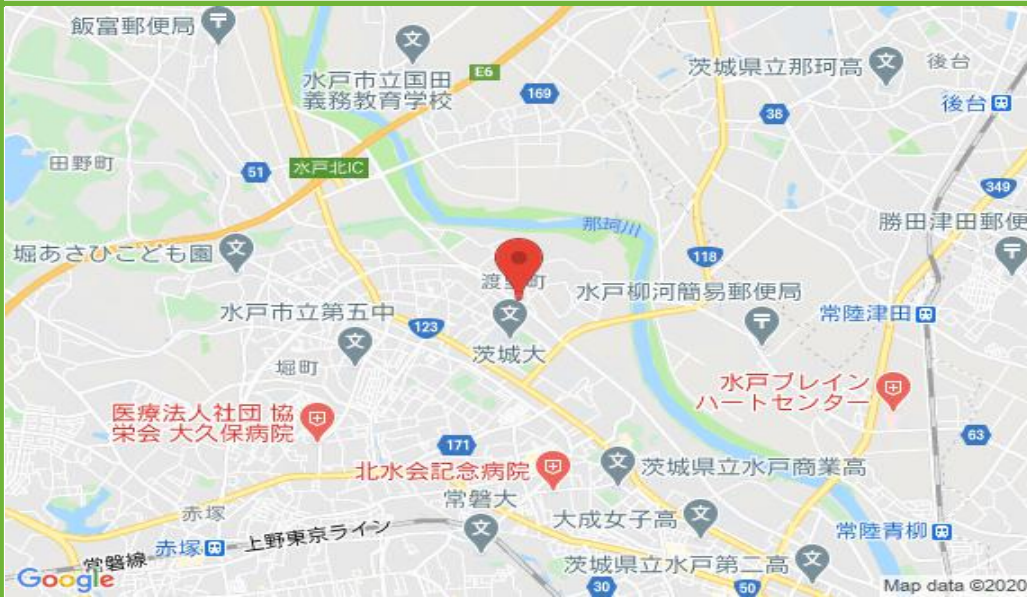 飯富郵便局
水戸市立国田
義務教育学校
E6
169
茨城県立那珂高
後台
38
後台
田野町
51
水戸北IC
349
那珂川
勝田津田郵便
堀あさひこども園
118
水戸柳河簡易郵便局
水戸市立第五中
123
常陸津田
茨城大
堀町
水戸ブレイン
ハートセンター
医療法人社団 協
栄会 大久保病院
171
63
北水会記念病院
茨城県立水戸商業高
常磐大
赤塚
大成女子高
上野東京ライン
常陸青柳
赤塚
常磐線
茨城県立水戸第二高
Google
30
50
Map data ©2020